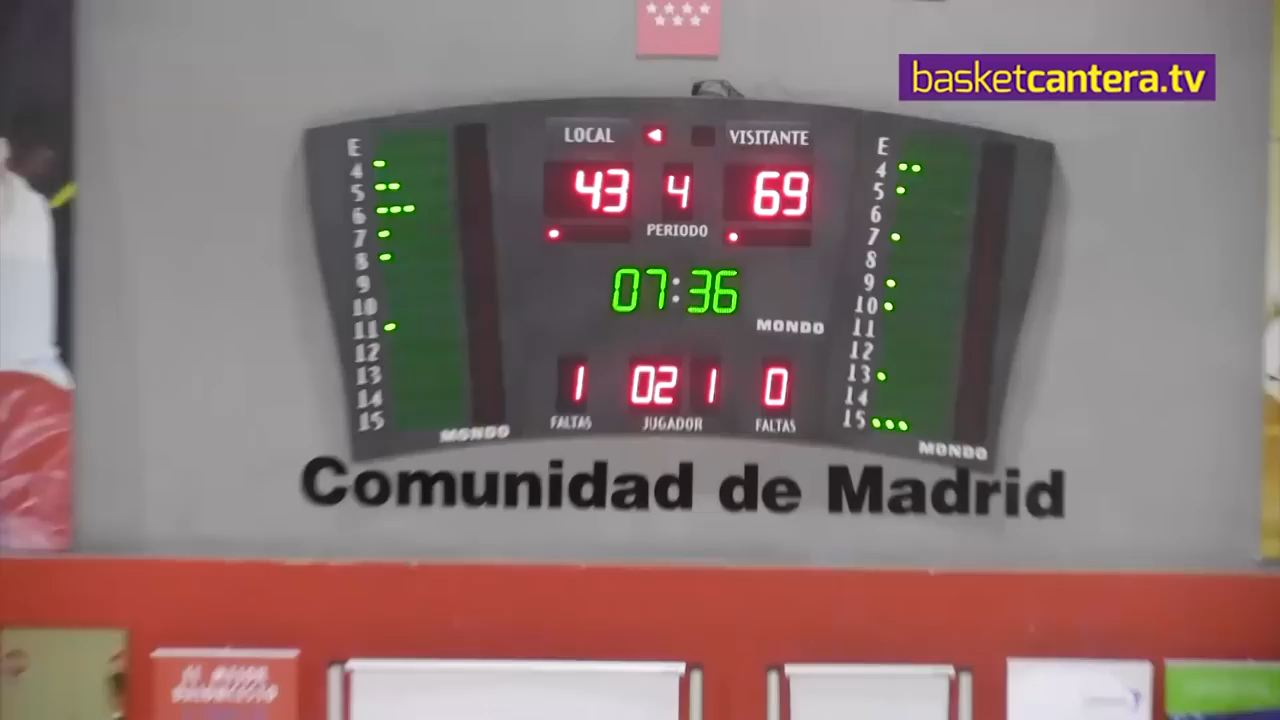 basketcantera.tv
LOCAL
VISITANTE
43
4
69
PERIODO
07:36
MONDO
1
02
1
0
FALTAS
JUGADOR
FALTAS
E
4
5
6
7
8
9
10
11
12
13
14
15
MONDO
E
4
5
6
7
8
9
10
11
12
13
14
15
MONDO
Comunidad de Madrid